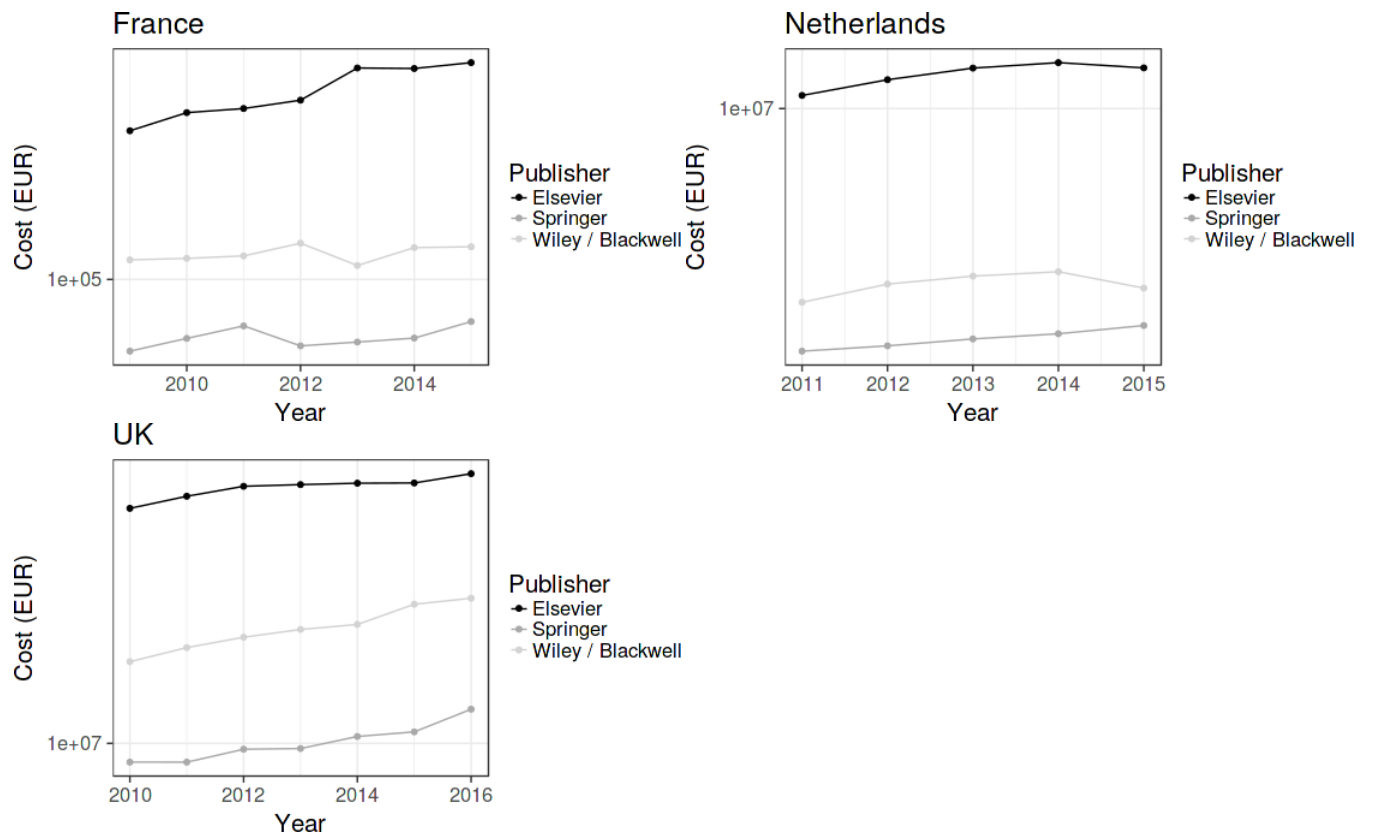 France
Cost (EUR)
1e+05
2010 2012 2014
Year
Publisher
Elsevier
Springer
Wiley / Blackwell
Netherlands
Cost (EUR)
1e+07
2011 2012 2013 2014 2015
Year
Publisher
Elsevier
Springer
Wiley / Blackwell
UK
Cost (EUR)
1e+07
2010 2012 2014 2016
Year
Publisher
Elsevier
Springer
Wiley / Blackwell